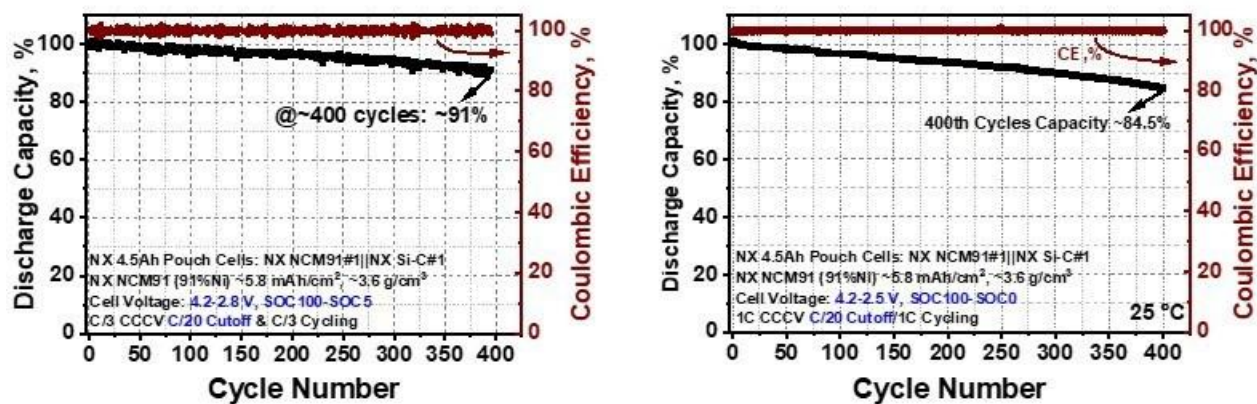 Discharge Capacity, %
100
80
60
40
20
0
100
80
60
40
20
0
Coulombic Efficiency, %
@~400 cycles: ~91%
NX 4.5Ah Pouch Cells: NX NCM91#1||NX Si-C#1
NX NCM91 (91%Ni) ~5.8 mAh/cm², ~3.6 g/cm³
Cell Voltage: 4.2-2.8 V, SOC100-SOC5
C/3 CCCV C/20 Cutoff & C/3 Cycling
0 50 100 150 200 250 300 350 400
Cycle Number
Discharge Capacity, %
100
80
60
40
20
0
100
80
60
40
20
0
Coulombic Efficiency, %
CE ,%
400th Cycles Capacity ~84.5%
NX 4.5Ah Pouch Cells: NX NCM91#1||NX Si-C#1
NX NCM91 (91%Ni) ~5.8 mAh/cm², ~3.6 g/cm³
Cell Voltage: 4.2-2.5 V, SOC100-SOC0
1C CCCV C/20 Cutoff/1C Cycling
25 °C
0 50 100 150 200 250 300 350 400
Cycle Number